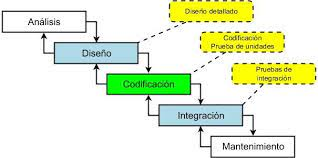 Análisis
Diseño detallado
Diseño
Codificación
Prueba de unidades
Codificación
Pruebas de
integración
Integración
Mantenimiento